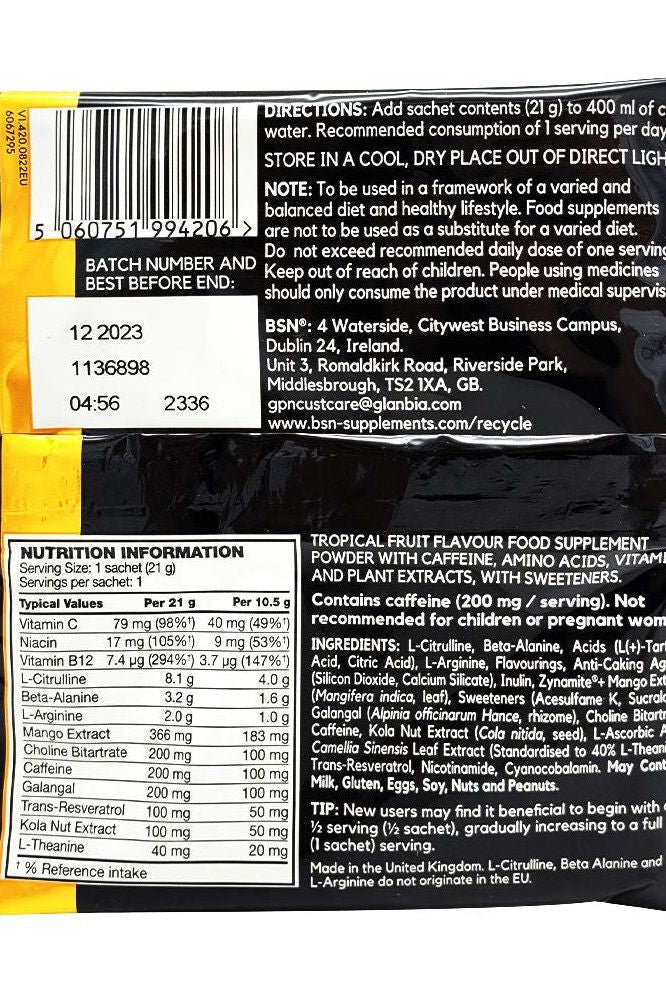 V1.420.0822EU
6067295
5 060751 994206 >
BATCH NUMBER AND
BEST BEFORE END:
12 2023
1136898
04:56 2336
DIRECTIONS: Add sachet contents (21 g) to 400 ml of c
water. Recommended consumption of 1 serving per day
STORE IN A COOL, DRY PLACE OUT OF DIRECT LIGH
NOTE: To be used in a framework of a varied and
balanced diet and healthy lifestyle. Food supplements
are not to be used as a substitute for a varied diet.
Do not exceed recommended daily dose of one serving
Keep out of reach of children. People using medicines
should only consume the product under medical supervis
BSN®: 4 Waterside, Citywest Business Campus,
Dublin 24, Ireland.
Unit 3, Romaldkirk Road, Riverside Park,
Middlesbrough, TS2 1XA, GB.
gpncustcare@glanbia.com
www.bsn-supplements.com/recycle
NUTRITION INFORMATION
Serving Size: 1 sachet (21 g)
Servings per sachet: 1
Typical Values Per 21 g Per 10.5 g
Vitamin C 79 mg (98%†) 40 mg (49%†)
Niacin 17 mg (105%†) 9 mg (53%†)
Vitamin B12 7.4 µg (294%†) 3.7 µg (147%†)
L-Citrulline 8.1 g 4.0 g
Beta-Alanine 3.2 g 1.6 g
L-Arginine 2.0 g 1.0 g
Mango Extract 366 mg 183 mg
Choline Bitartrate 200 mg 100 mg
Caffeine 200 mg 100 mg
Galangal 200 mg 100 mg
Trans-Resveratrol 100 mg 50 mg
Kola Nut Extract 100 mg 50 mg
L-Theanine 40 mg 20 mg
† % Reference intake
TROPICAL FRUIT FLAVOUR FOOD SUPPLEMENT
POWDER WITH CAFFEINE, AMINO ACIDS, VITAMI
AND PLANT EXTRACTS, WITH SWEETENERS.
Contains caffeine (200 mg / serving). Not
recommended for children or pregnant wom
INGREDIENTS: L-Citrulline, Beta-Alanine, Acids (L(+)-Tart
Acid, Citric Acid), L-Arginine, Flavourings, Anti-Caking Ag
(Silicon Dioxide, Calcium Silicate), Inulin, Zynamite®+ Mango Ext
(Mangifera indica, leaf), Sweeteners (Acesulfame K, Sucral
Galangal (Alpinia officinarum Hance, rhizome), Choline Bitartr
Caffeine, Kola Nut Extract (Cola nitida, seed), L-Ascorbic A
Camellia Sinensis Leaf Extract (Standardised to 40% L-Thean
Trans-Resveratrol, Nicotinamide, Cyanocobalamin. May Cont
Milk, Gluten, Eggs, Soy, Nuts and Peanuts.
TIP: New users may find it beneficial to begin with
½ serving (½ sachet), gradually increasing to a full
(1 sachet) serving.
Made in the United Kingdom. L-Citrulline, Beta Alanine and
L-Arginine do not originate in the EU.